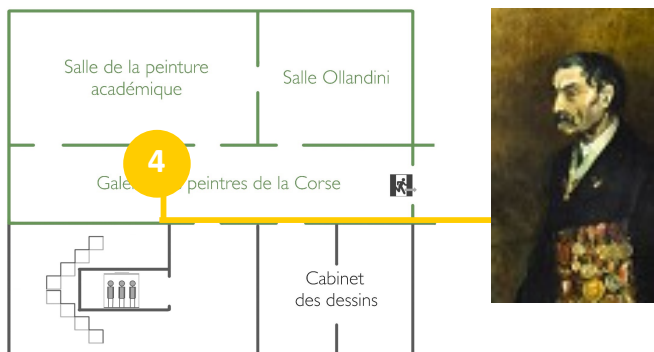 Salle de la peinture
académique
Salle Ollandini
4
Gale peintres de la Corse
Cabinet
des dessins